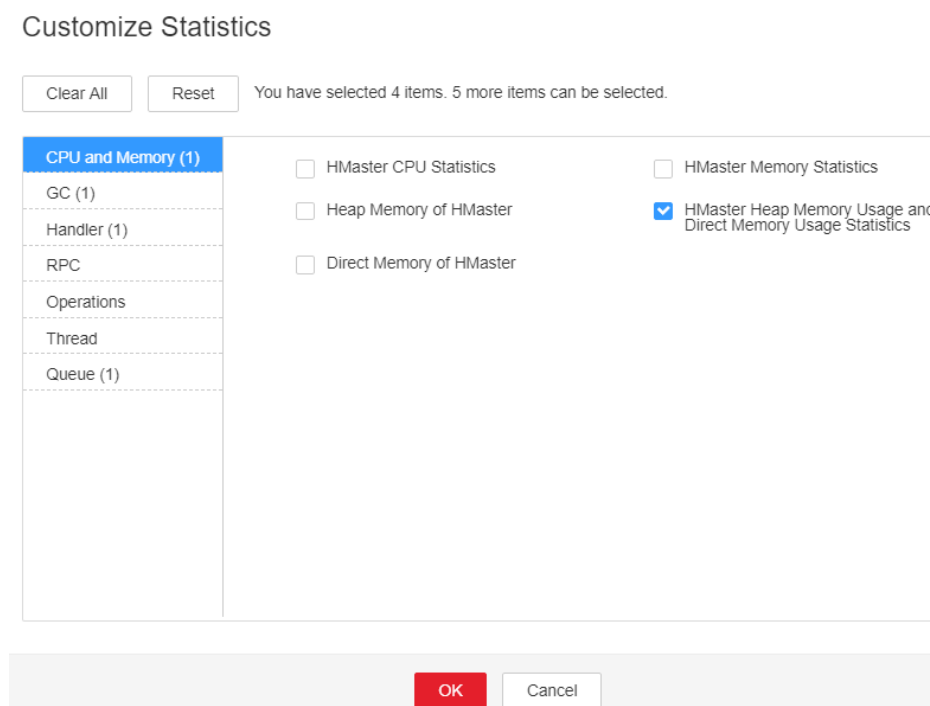 Customize Statistics
Clear All
Reset
You have selected 4 items. 5 more items can be selected.
CPU and Memory (1)
GC (1)
Handler (1)
RPC
Operations
Thread
Queue (1)
HMaster CPU Statistics
HMaster Memory Statistics
Heap Memory of HMaster
HMaster Heap Memory Usage and
Direct Memory Usage Statistics
Direct Memory of HMaster
OK
Cancel